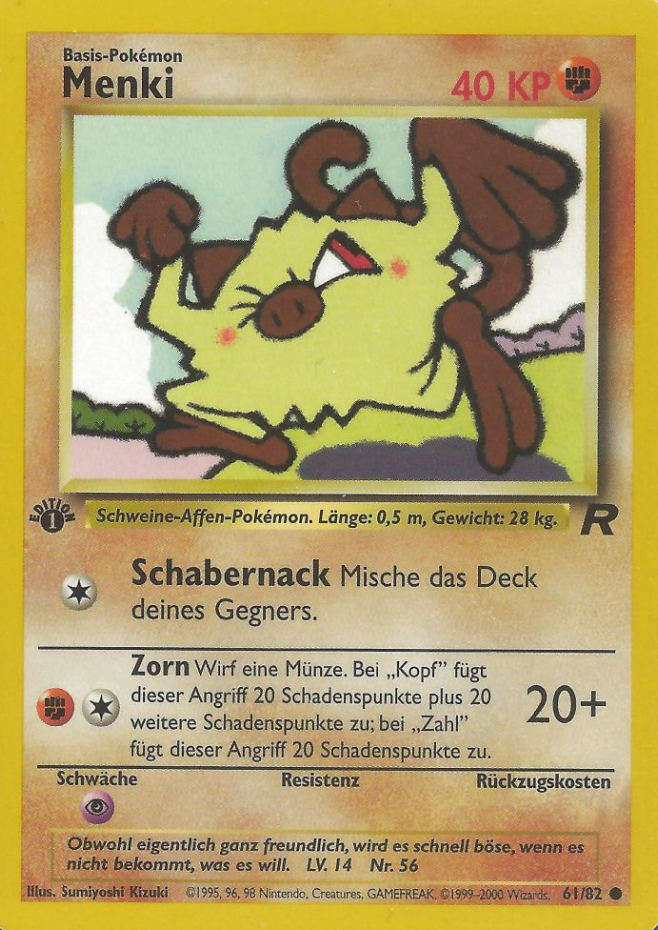 Basis-Pokémon
Menki
40 KP
EDITION
1
Schweine-Affen-Pokémon. Länge: 0,5 m, Gewicht: 28 kg.
R
Schabernack Mische das Deck
deines Gegners.
Zorn Wirf eine Münze. Bei „Kopf” fügt
dieser Angriff 20 Schadenspunkte plus 20
weitere Schadenspunkte zu; bei „Zahl”
fügt dieser Angriff 20 Schadenspunkte zu.
20+
Schwäche Resistenz Rückzugskosten
Obwohl eigentlich ganz freundlich, wird es schnell böse, wenn es
nicht bekommt, was es will. LV. 14 Nr. 56
Illus. Sumiyoshi Kizuki ©1995, 96, 98 Nintendo, Creatures, GAMEFREAK. ©1999-2000 Wizards. 61/82